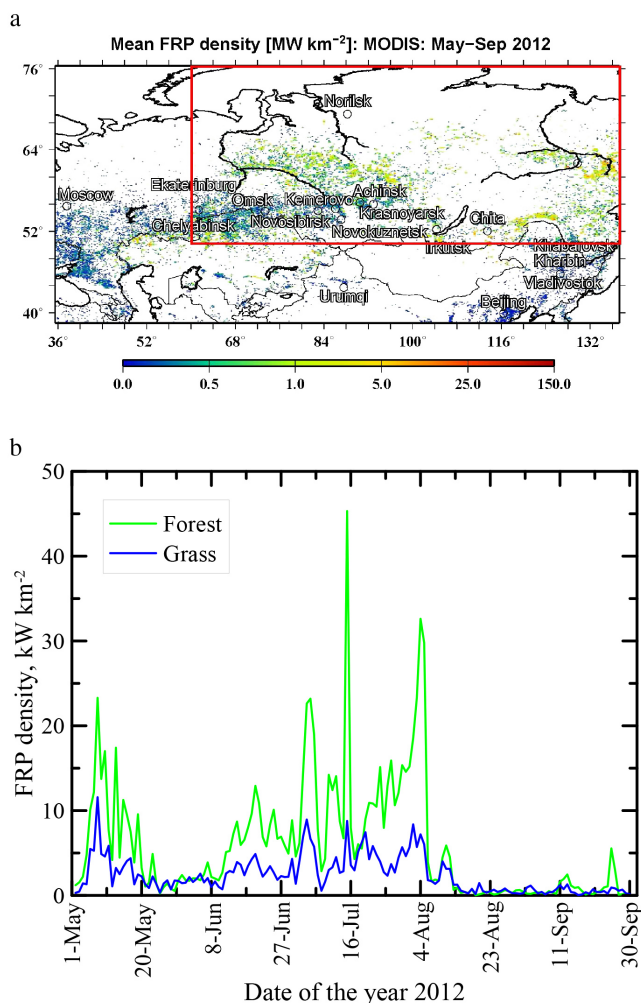 a
Mean FRP density [MW km⁻²]: MODIS: May−Sep 2012
76°
Norilsk
64°
Ekaterinburg
Moscow
Omsk Kemerovo Achinsk
Krasnoyarsk
Chelyabinsk Novosibirsk Novokuznetsk Chita
52°
Irkutsk Khabarovsk
Kharbin
Urumqi Vladivostok
Beijing
40°
36° 52° 68° 84° 100° 116° 132°
0.0 0.5 1.0 5.0 25.0 150.0
b
50
Forest
Grass
40
30
20
10
0
FRP density, kW km⁻²
1-May 20-May 8-Jun 27-Jun 16-Jul 4-Aug 23-Aug 11-Sep 30-Sep
Date of the year 2012